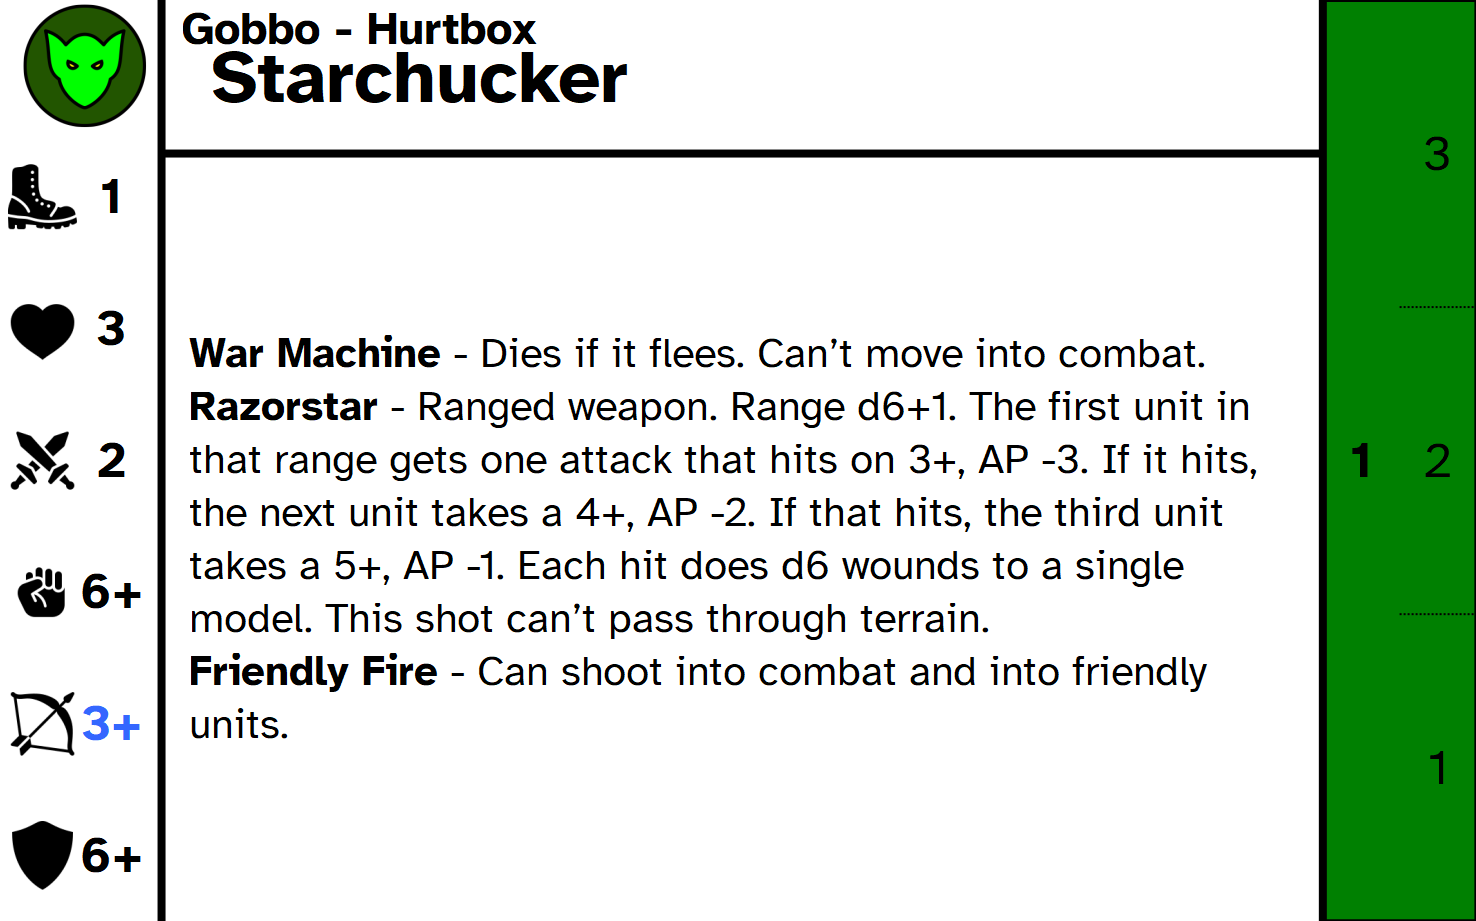 Gobbo - Hurtbox
Starchucker
1
3
2
6+
3+
6+
War Machine - Dies if it flees. Can’t move into combat.
Razorstar - Ranged weapon. Range d6+1. The first unit in
that range gets one attack that hits on 3+, AP -3. If it hits,
the next unit takes a 4+, AP -2. If that hits, the third unit
takes a 5+, AP -1. Each hit does d6 wounds to a single
model. This shot can’t pass through terrain.
Friendly Fire - Can shoot into combat and into friendly
units.
3
1 2
1